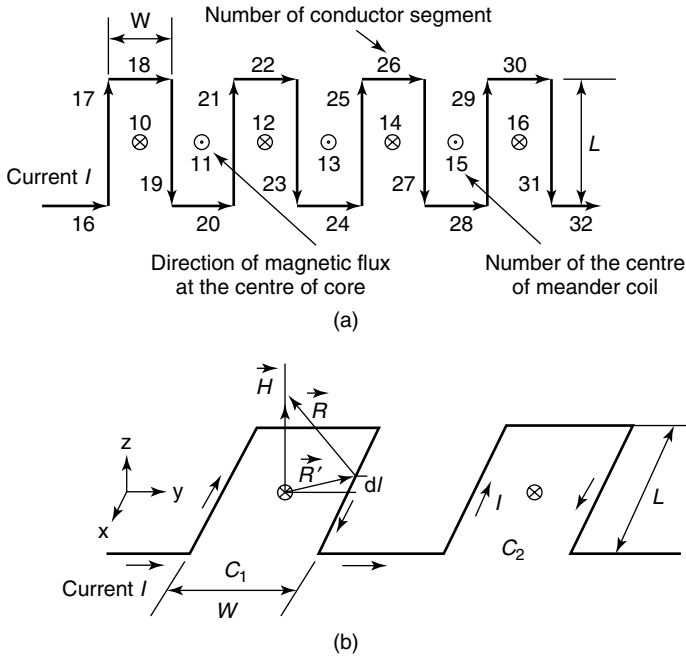 Number of conductor segment
W
18 22 26 30
17 21 25 29
10 12 14 16
11 13 15
L
Current I
19 23 27 31
16 20 24 28 32
Direction of magnetic flux
at the centre of core
Number of the centre
of meander coil
(a)
H
R
R′
dl
z
y
x
I
L
C1
C2
Current I
W
(b)